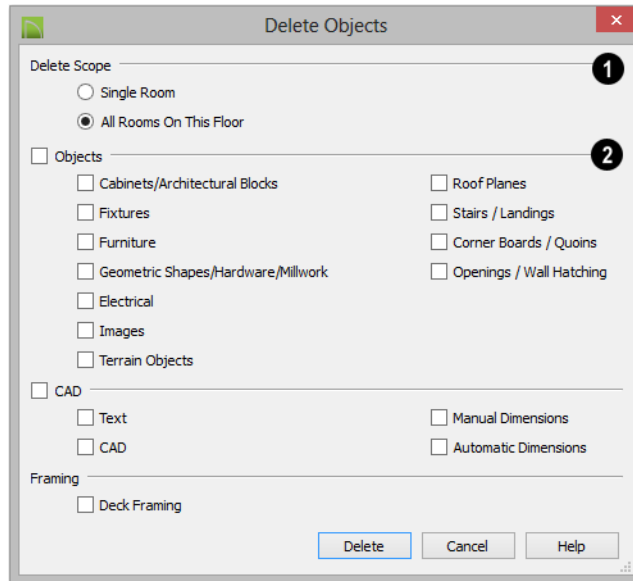 Delete Objects
Delete Scope
1
Single Room
All Rooms On This Floor
Objects
2
Cabinets/Architectural Blocks
Roof Planes
Fixtures
Stairs / Landings
Furniture
Corner Boards / Quoins
Geometric Shapes/Hardware/Millwork
Openings / Wall Hatching
Electrical
Images
Terrain Objects
CAD
Text
Manual Dimensions
CAD
Automatic Dimensions
Framing
Deck Framing
Delete
Cancel
Help